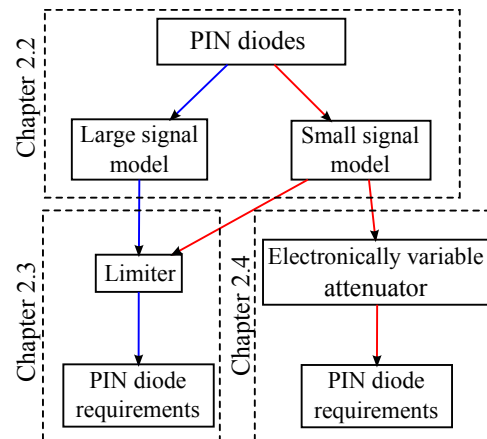 Chapter 2.2
PIN diodes
Large signal
model
Small signal
model
Chapter 2.3
Limiter
PIN diode
requirements
Chapter 2.4
Electronically variable
attenuator
PIN diode
requirements